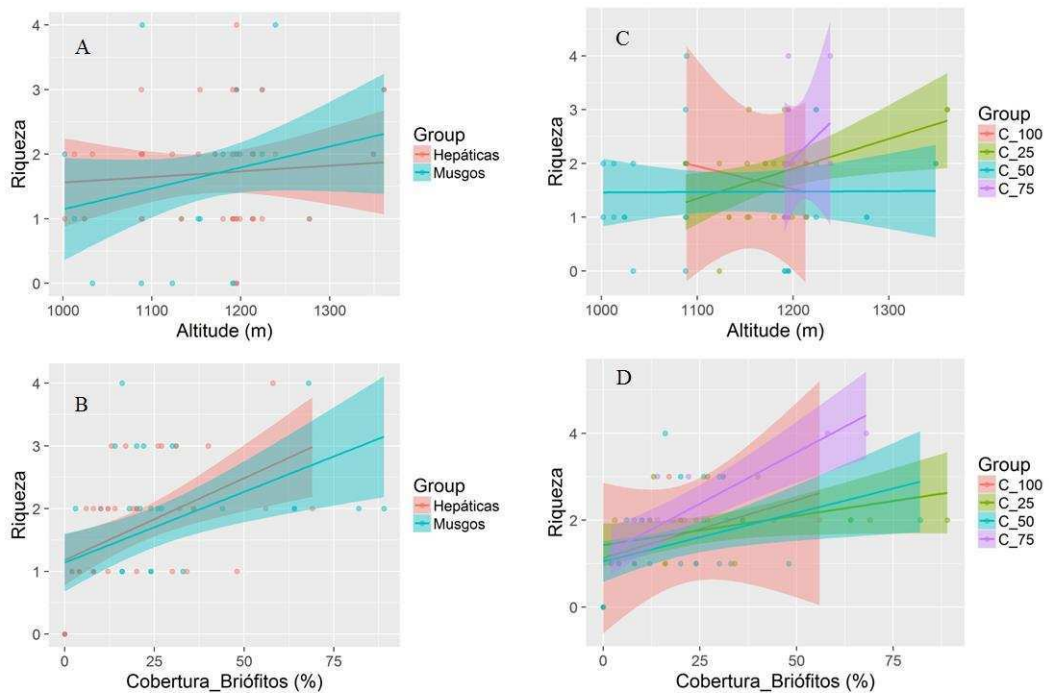 A
Riqueza
4
3
2
1
0
1000 1100 1200 1300
Altitude (m)
Group
Hepáticas
Musgos
C
Riqueza
4
3
2
1
0
1000 1100 1200 1300
Altitude (m)
Group
C_100
C_25
C_50
C_75
B
Riqueza
4
3
2
1
0
0 25 50 75
Cobertura_Briófitos (%)
Group
Hepáticas
Musgos
D
Riqueza
4
2
0
0 25 50 75
Cobertura_Briófitos (%)
Group
C_100
C_25
C_50
C_75